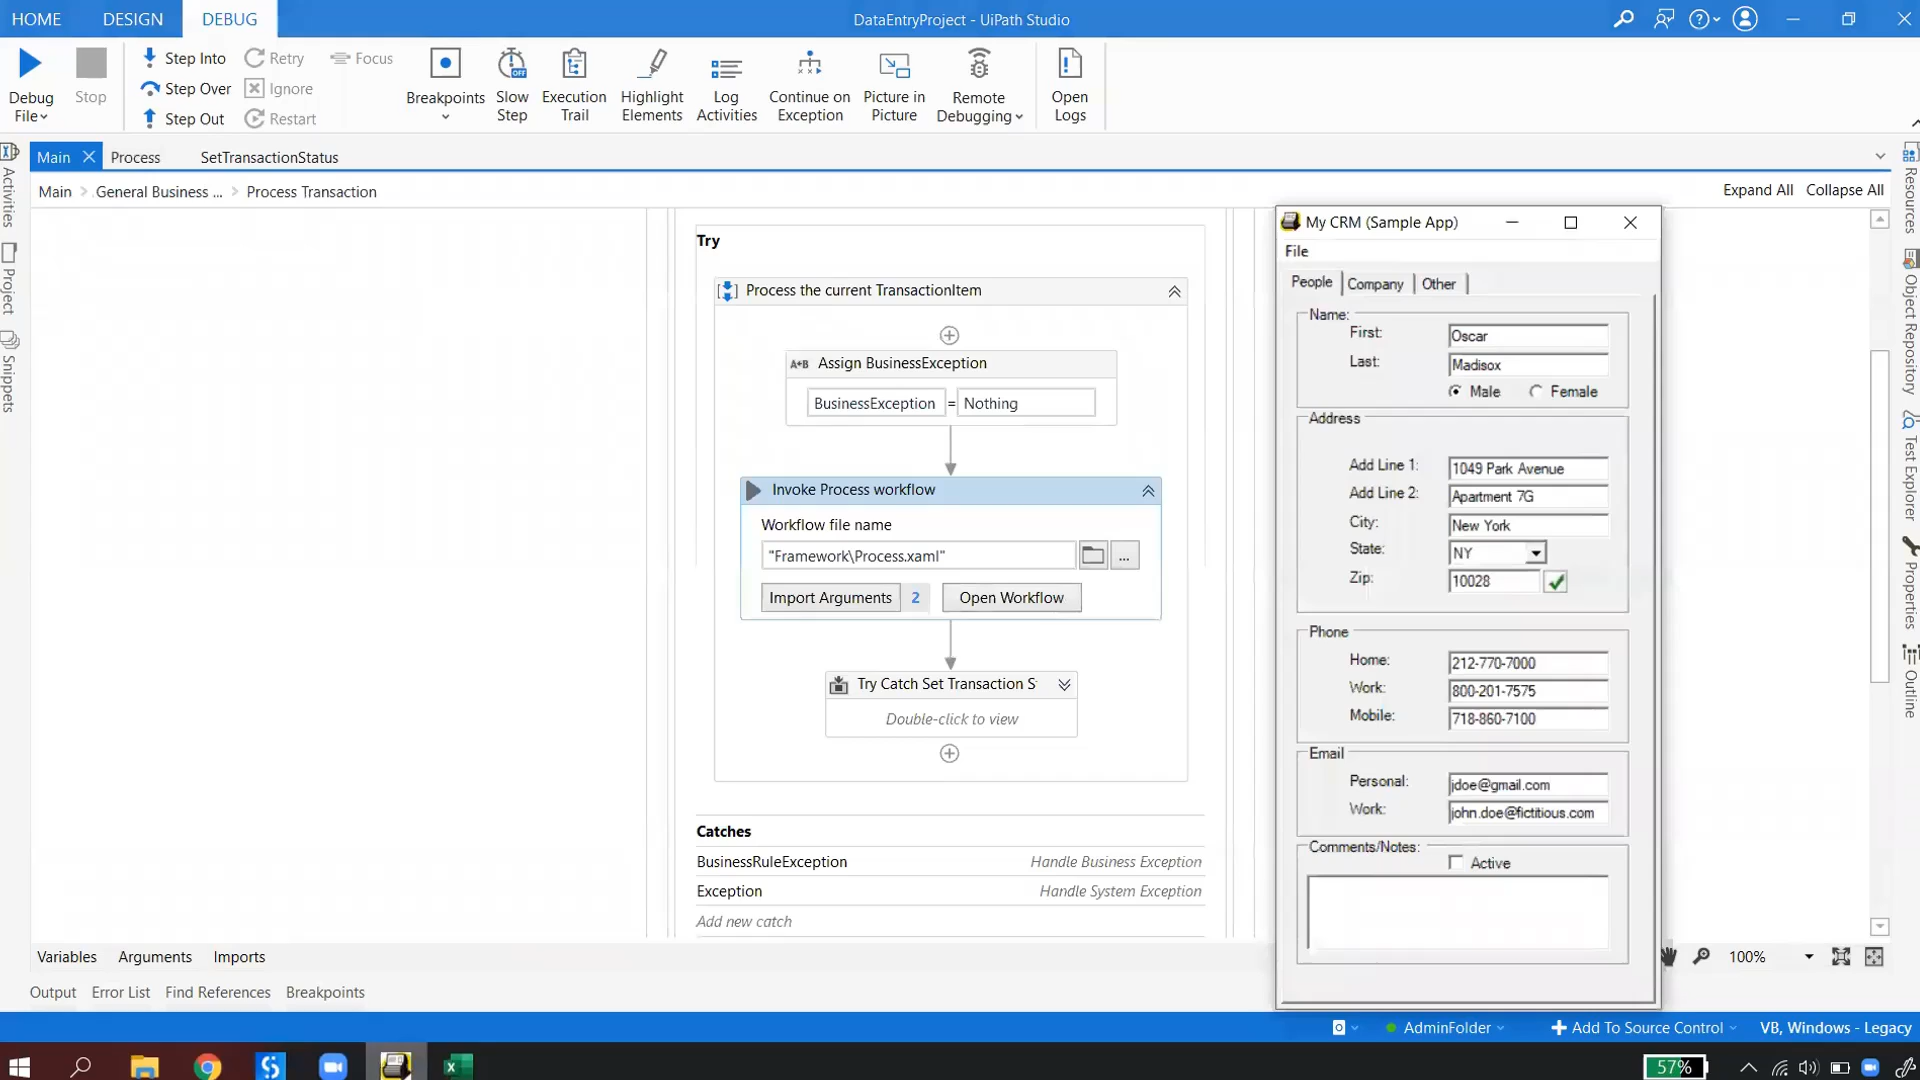 HOME DESIGN DEBUG DataEntryProject - UiPath Studio
Debug File
Stop
Step Into
Step Over
Step Out
Retry
Ignore
Restart
Focus
Breakpoints
OFF
Slow Step
Execution Trail
Highlight Elements
Log Activities
Continue on Exception
Picture in Picture
Remote Debugging
Open Logs
Main Process SetTransactionStatus
Main > General Business ... > Process Transaction
Expand All Collapse All
Activities
Project
Snippets
Try
Process the current TransactionItem
A+B Assign BusinessException
BusinessException = Nothing
Invoke Process workflow
Workflow file name
"Framework\Process.xaml" ...
Import Arguments 2 Open Workflow
Try Catch Set Transaction S
Double-click to view
Catches
BusinessRuleException Handle Business Exception
Exception Handle System Exception
Add new catch
My CRM (Sample App)
File
People Company Other
Name:
First: Oscar
Last: Madisox
Male Female
Address
Add Line 1: 1049 Park Avenue
Add Line 2: Apartment 7G
City: New York
State: NY
Zip: 10028
Phone
Home: 212-770-7000
Work: 800-201-7575
Mobile: 718-860-7100
Email
Personal: jdoe@gmail.com
Work: john.doe@fictitious.com
Comments/Notes: Active
Resources
Object Repository
Test Explorer
Properties
Outline
Variables Arguments Imports
100%
Output Error List Find References Breakpoints
AdminFolder Add To Source Control VB, Windows - Legacy
57%